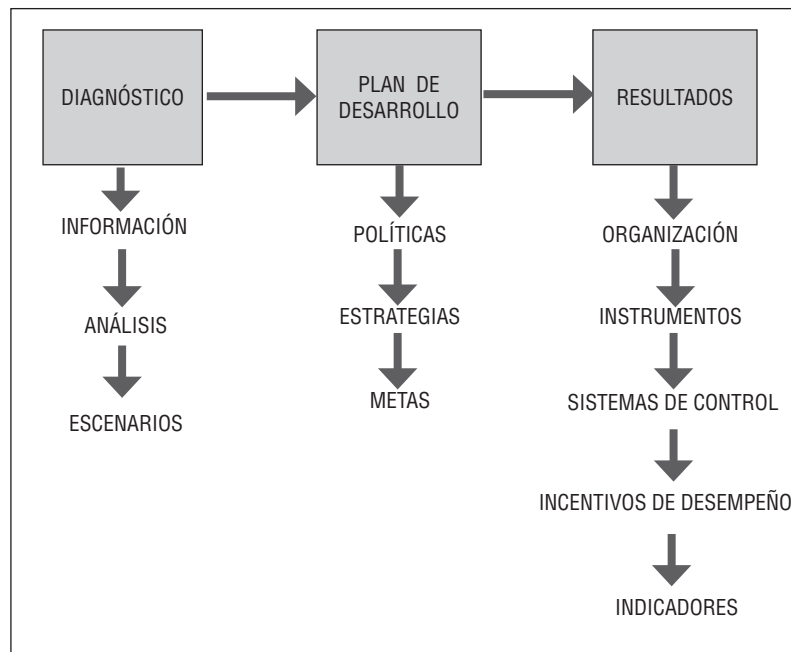 DIAGNÓSTICO
PLAN DE
DESARROLLO
RESULTADOS
INFORMACIÓN
ANÁLISIS
ESCENARIOS
POLÍTICAS
ESTRATEGIAS
METAS
ORGANIZACIÓN
INSTRUMENTOS
SISTEMAS DE CONTROL
INCENTIVOS DE DESEMPEÑO
INDICADORES